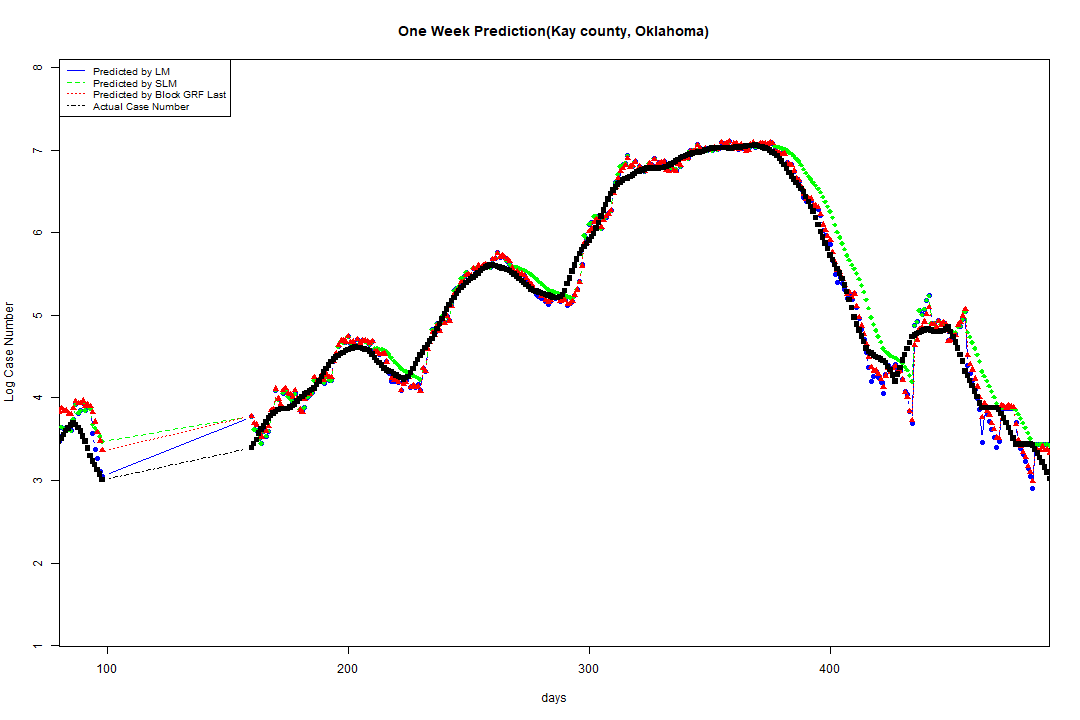 One Week Prediction(Kay county, Oklahoma)
Predicted by LM
Predicted by SLM
Predicted by Block GRF Last
Actual Case Number
8
7
6
5
4
3
2
1
Log Case Number
100 200 300 400
days